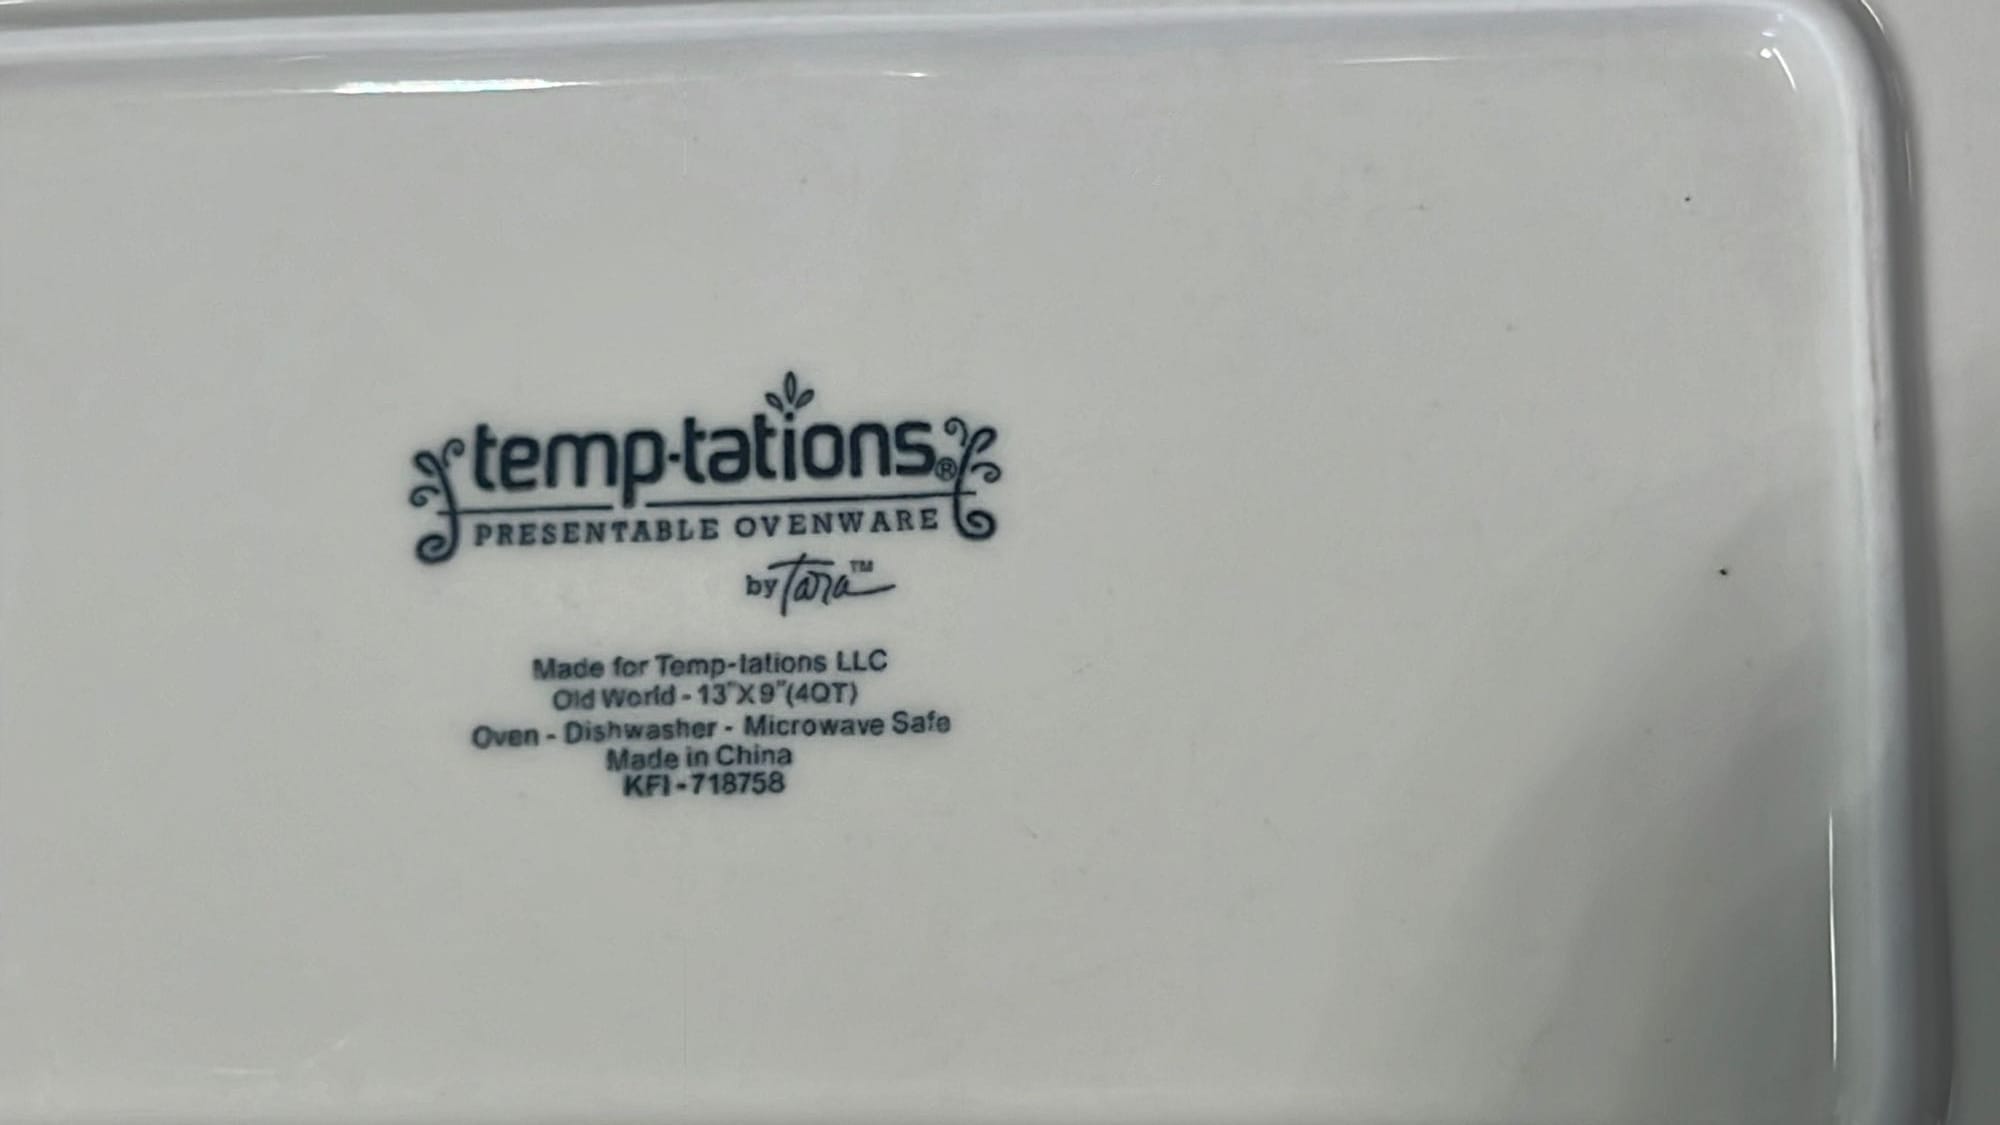 temp-tations®
PRESENTABLE OVENWARE
by Tara™
Made for Temp-tations LLC
Old World - 13"X9"(4QT)
Oven - Dishwasher - Microwave Safe
Made in China
KFI-718758